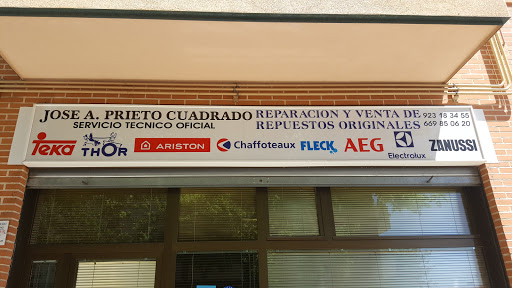 JOSE A. PRIETO CUADRADO
SERVICIO TECNICO OFICIAL
REPARACION Y VENTA DE
REPUESTOS ORIGINALES
923 18 34 55
669 85 06 20
TEKA THOR ARISTON Chaffoteaux FLECK AEG Electrolux ZANUSSI